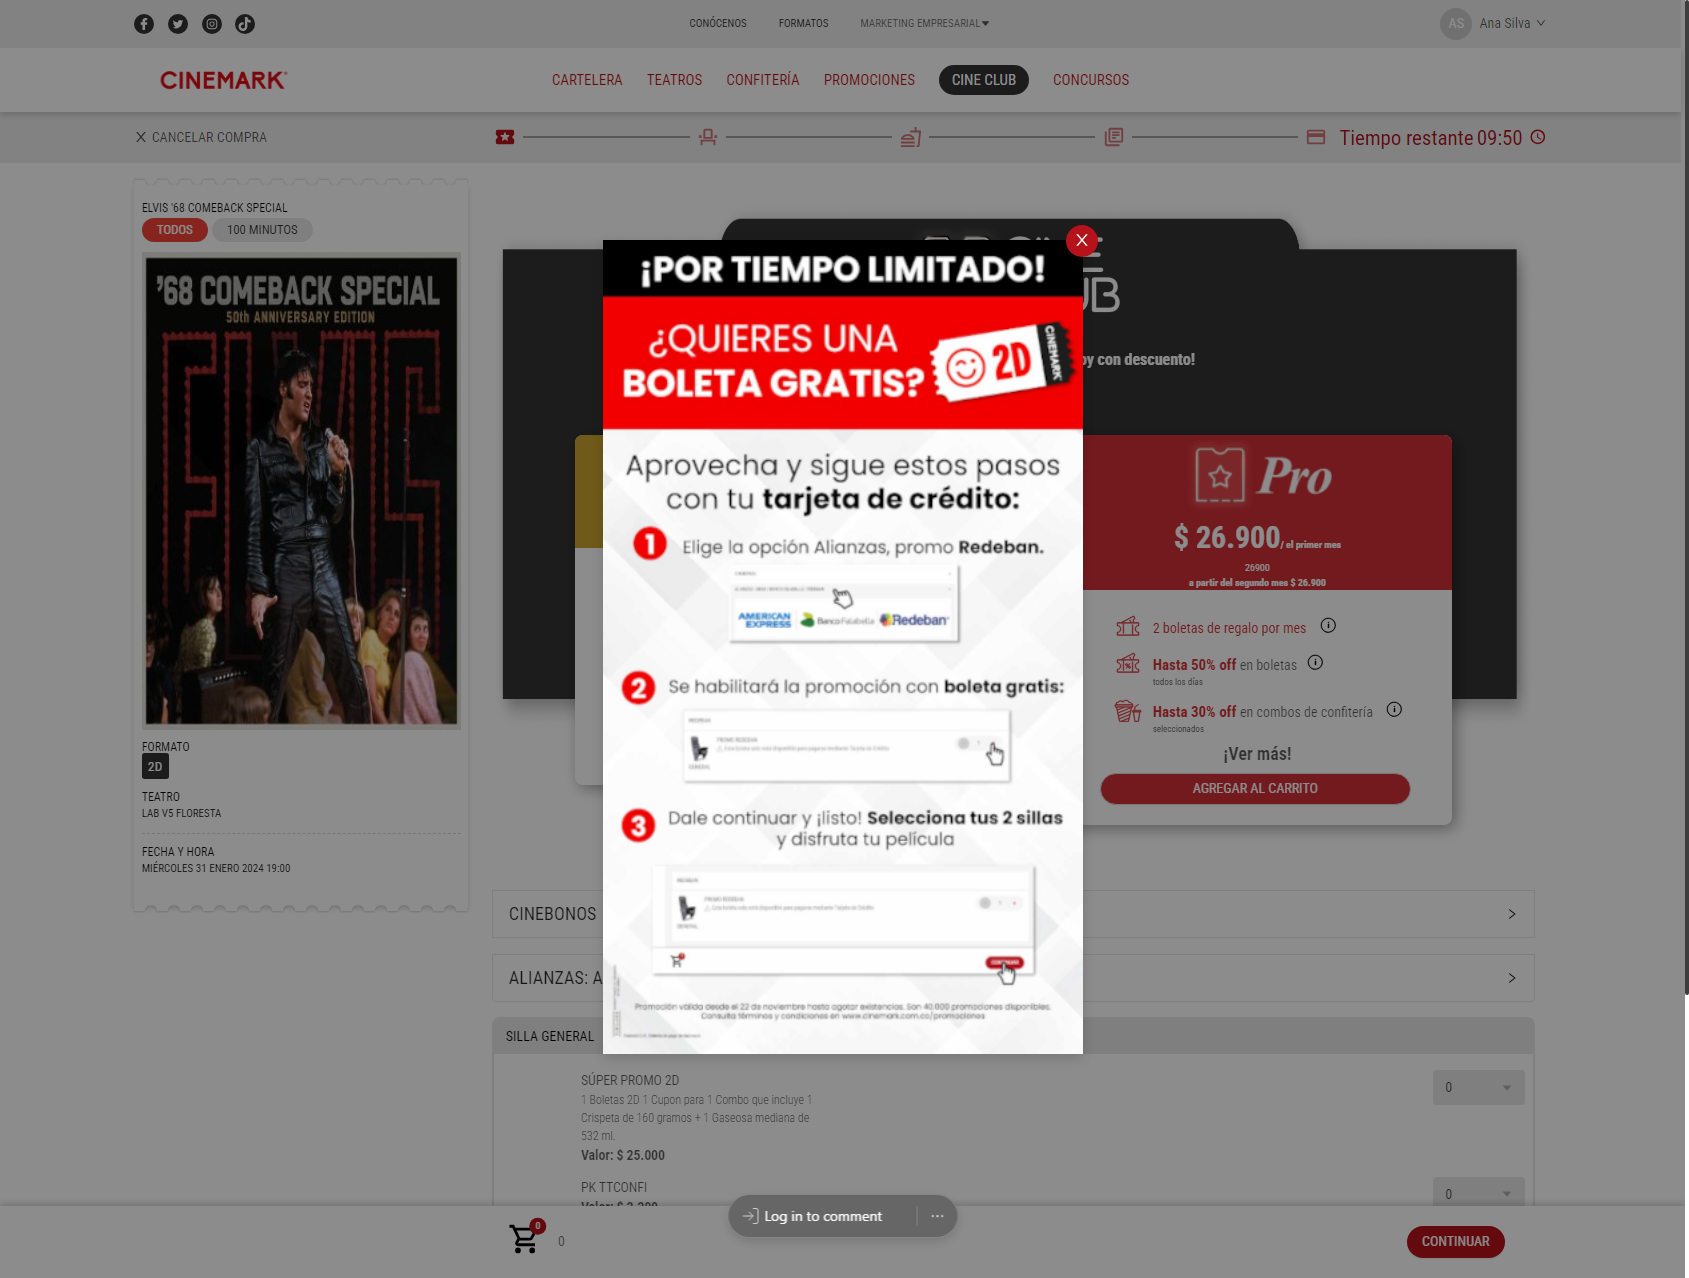 CONÓCENOS
FORMATOS
MARKETING EMPRESARIAL
AS
Ana Silva
CINEMARK
CARTELERA
TEATROS
CONFITERÍA
PROMOCIONES
CINE CLUB
CONCURSOS
CANCELAR COMPRA
Tiempo restante 09:50
ELVIS '68 COMEBACK SPECIAL
TODOS
100 MINUTOS
'68 COMEBACK SPECIAL
50th ANNIVERSARY EDITION
ELVIS
FORMATO
2D
TEATRO
LAB V5 FLORESTA
FECHA Y HORA
MIÉRCOLES 31 ENERO 2024 19:00
¡POR TIEMPO LIMITADO!
¿QUIERES UNA
BOLETA GRATIS?
2D
CINEMARK
Aprovecha y sigue estos pasos
con tu tarjeta de crédito:
1 Elige la opción Alianzas, promo Redeban.
AMERICAN EXPRESS
Banco Falabella
Redeban
2 Se habilitará la promoción con boleta gratis:
PROMO REDEBAN
GENERAL
3 Dale continuar y ¡listo! Selecciona tus 2 sillas
y disfruta tu película
PROMO REDEBAN
GENERAL
Promoción válida desde el 22 de noviembre hasta agotar existencias. Son 40.000 promociones disponibles.
Consulta términos y condiciones en www.cinemark.com.co/promociones
oy con descuento!
Pro
$ 26.900 / el primer mes
26900
a partir del segundo mes $ 26.900
2 boletas de regalo por mes
Hasta 50% off en boletas
todos los días
Hasta 30% off en combos de confitería
seleccionados
¡Ver más!
AGREGAR AL CARRITO
CINEBONOS
ALIANZAS: A
SILLA GENERAL
SÚPER PROMO 2D
1 Boletas 2D 1 Cupon para 1 Combo que incluye 1
Crispeta de 160 gramos + 1 Gaseosa mediana de
532 ml.
Valor: $ 25.000
0
PK TTCONFI
0
0
0
Log in to comment
CONTINUAR